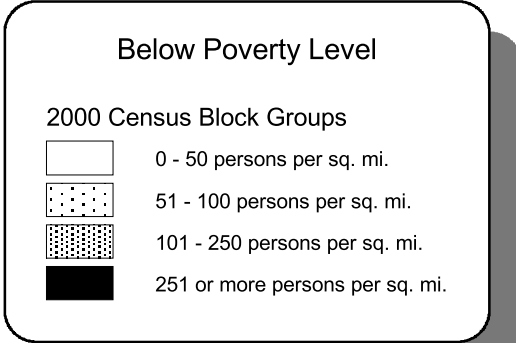 Below Poverty Level
2000 Census Block Groups
0 - 50 persons per sq. mi.
51 - 100 persons per sq. mi.
101 - 250 persons per sq. mi.
251 or more persons per sq. mi.